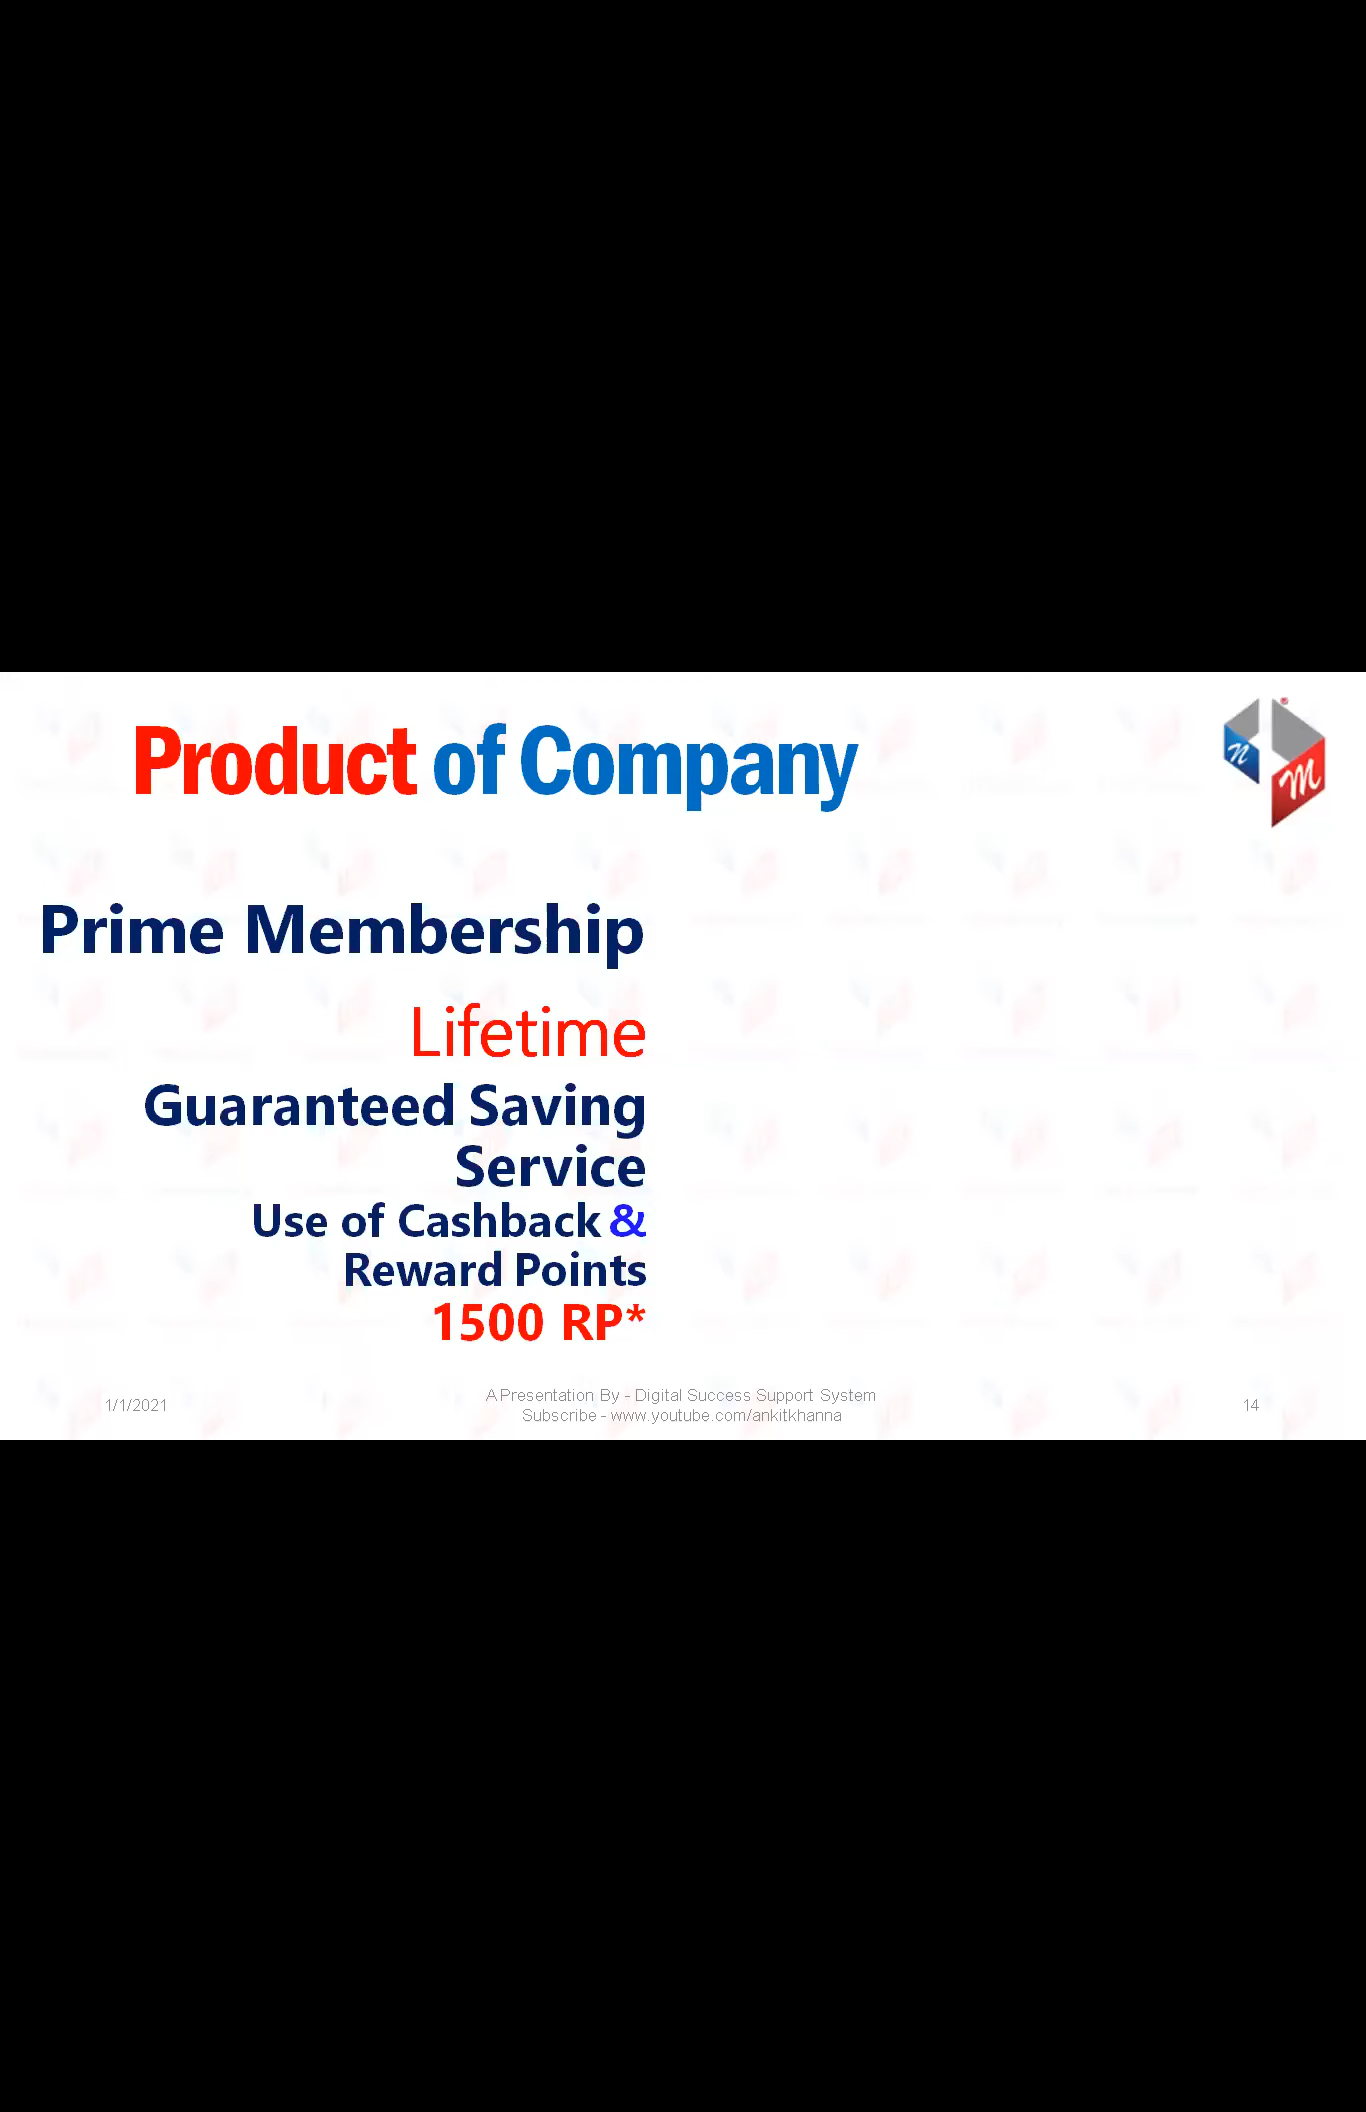 Product of Company
n
m
Prime Membership
Lifetime
Guaranteed Saving
Service
Use of Cashback &
Reward Points
1500 RP*
1/1/2021
A Presentation By - Digital Success Support System
Subscribe - www.youtube.com/ankitkhanna
14